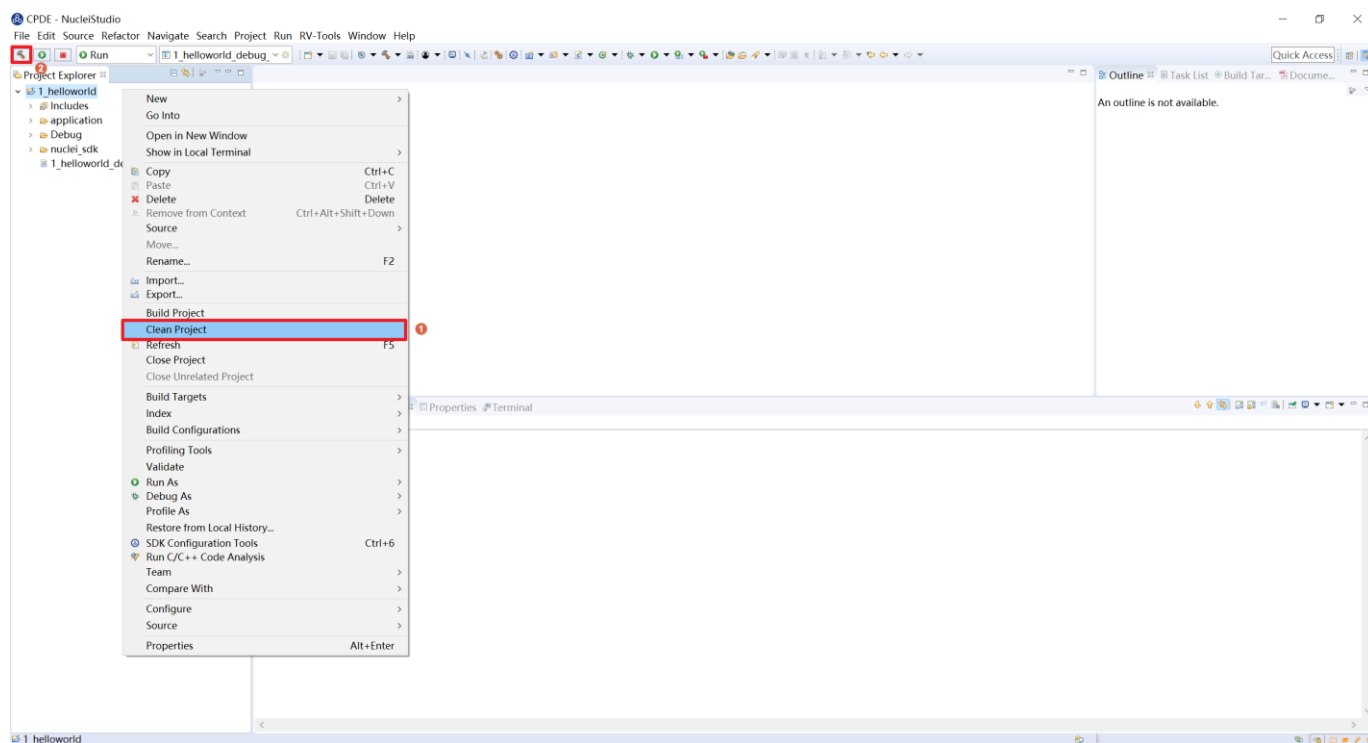 CPDE - NucleiStudio
File Edit Source Refactor Navigate Search Project Run RV-Tools Window Help
Run 1_helloworld_debug_ Quick Access
2
Project Explorer
Outline Task List Build Tar... Docume...
An outline is not available.
1_helloworld
Includes
application
Debug
nuclei_sdk
1_helloworld_de
New
Go Into
Open in New Window
Show in Local Terminal
Copy Ctrl+C
Paste Ctrl+V
Delete Delete
Remove from Context Ctrl+Alt+Shift+Down
Source
Move...
Rename... F2
Import...
Export...
Build Project
Clean Project 1
Refresh F5
Close Project
Close Unrelated Project
Build Targets
Index
Build Configurations
Profiling Tools
Validate
Run As
Debug As
Profile As
Restore from Local History...
SDK Configuration Tools Ctrl+6
Run C/C++ Code Analysis
Team
Compare With
Configure
Source
Properties Alt+Enter
Properties Terminal
1_helloworld